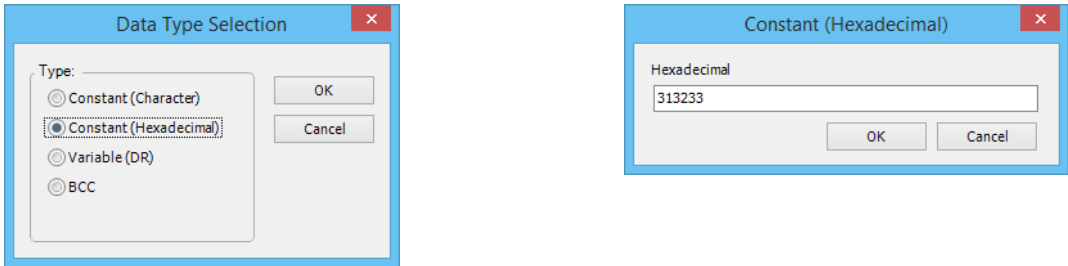 Data Type Selection
Type:
Constant (Character)
Constant (Hexadecimal)
Variable (DR)
BCC
OK
Cancel
Constant (Hexadecimal)
Hexadecimal
313233
OK
Cancel